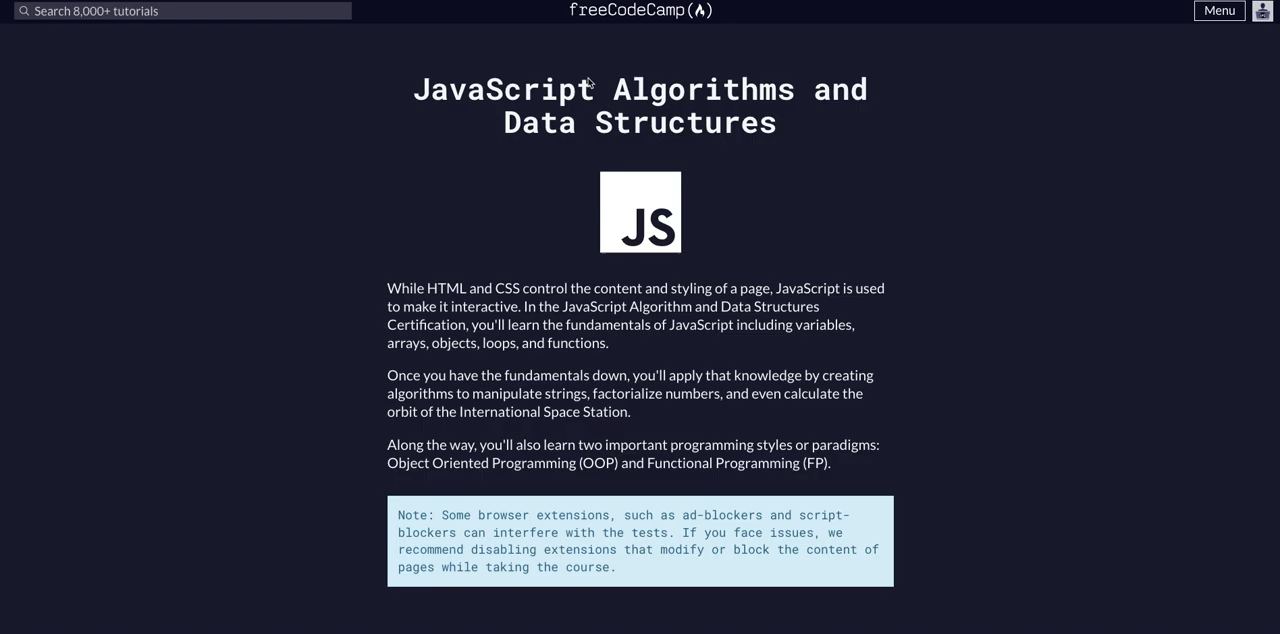 Search 8,000+ tutorials
freeCodeCamp
Menu
JavaScript Algorithms and
Data Structures
JS
While HTML and CSS control the content and styling of a page, JavaScript is used
to make it interactive. In the JavaScript Algorithm and Data Structures
Certification, you'll learn the fundamentals of JavaScript including variables,
arrays, objects, loops, and functions.
Once you have the fundamentals down, you'll apply that knowledge by creating
algorithms to manipulate strings, factorialize numbers, and even calculate the
orbit of the International Space Station.
Along the way, you'll also learn two important programming styles or paradigms:
Object Oriented Programming (OOP) and Functional Programming (FP).
Note: Some browser extensions, such as ad-blockers and script-
blockers can interfere with the tests. If you face issues, we
recommend disabling extensions that modify or block the content of
pages while taking the course.